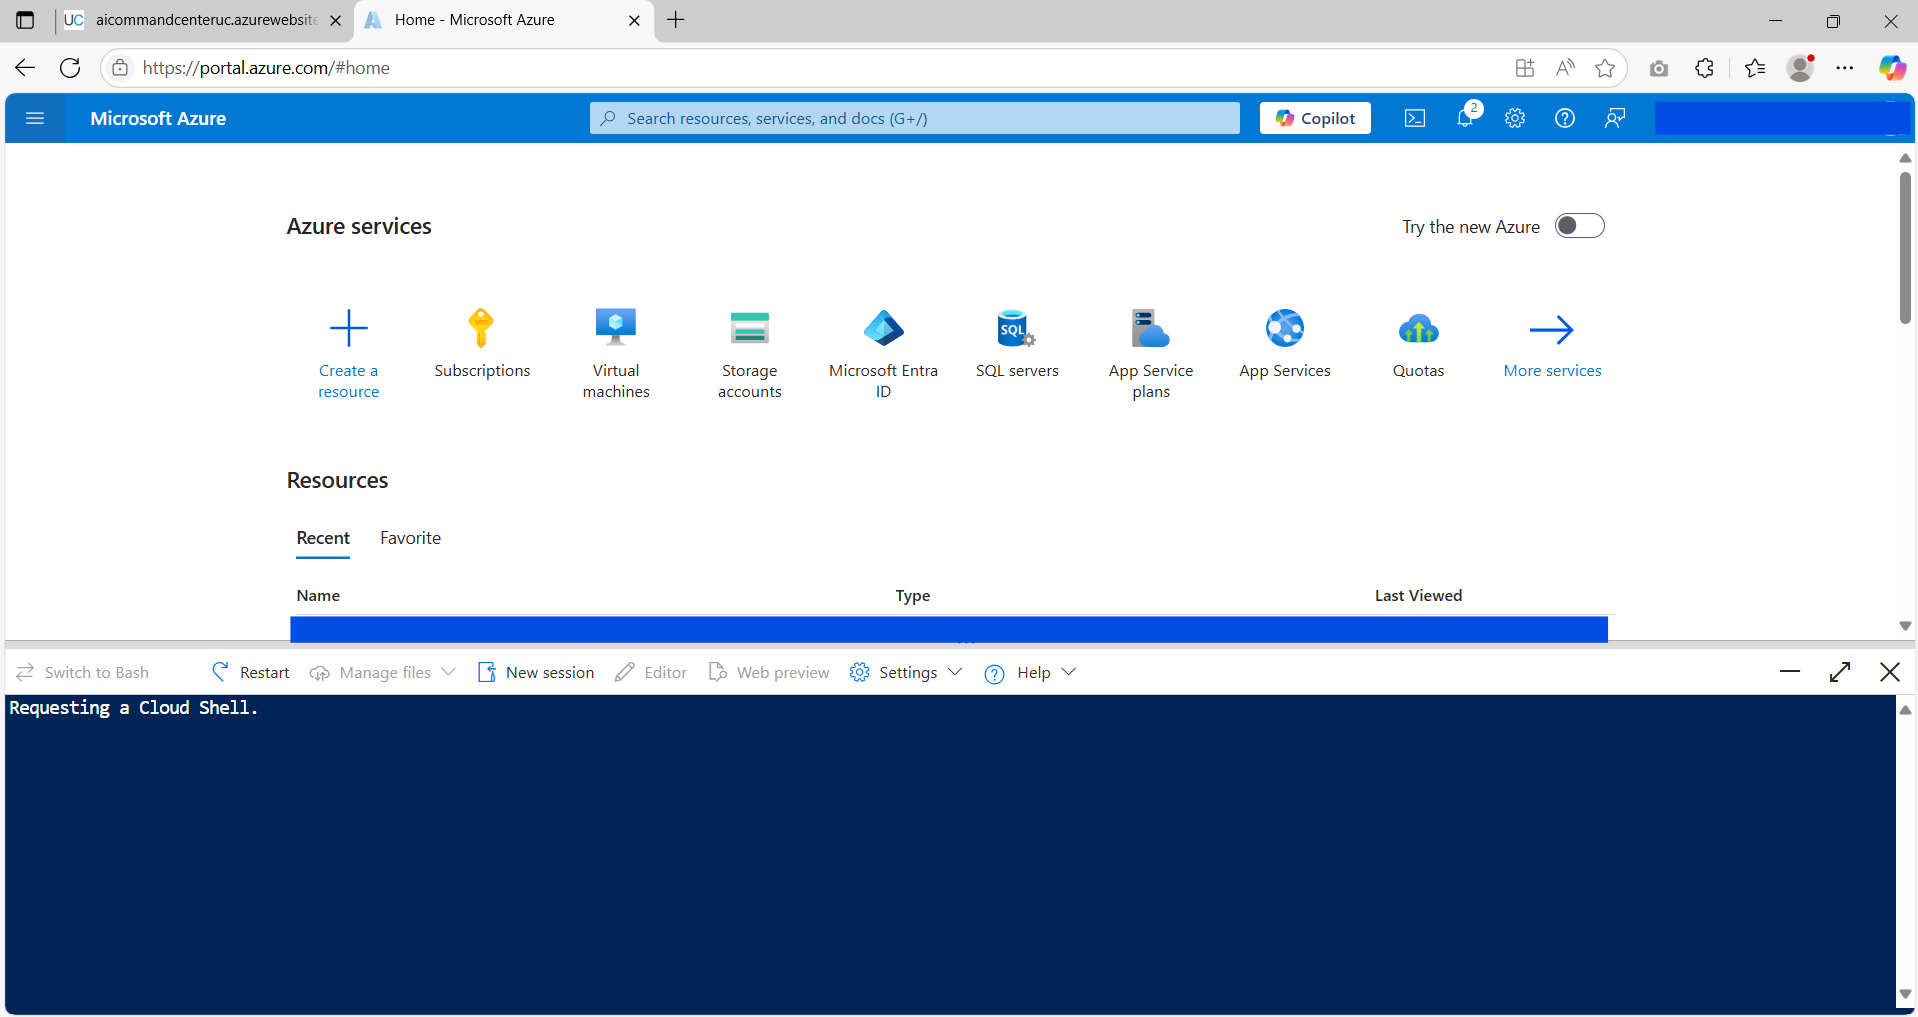 UC aicommandcenteruc.azurewebsite
Home - Microsoft Azure
https://portal.azure.com/#home
Microsoft Azure
Search resources, services, and docs (G+/)
Copilot
2
Azure services
Try the new Azure
Create a resource
Subscriptions
Virtual machines
Storage accounts
Microsoft Entra ID
SQL
SQL servers
App Service plans
App Services
Quotas
More services
Resources
Recent Favorite
Name Type Last Viewed
Switch to Bash Restart Manage files New session Editor Web preview Settings Help
Requesting a Cloud Shell.